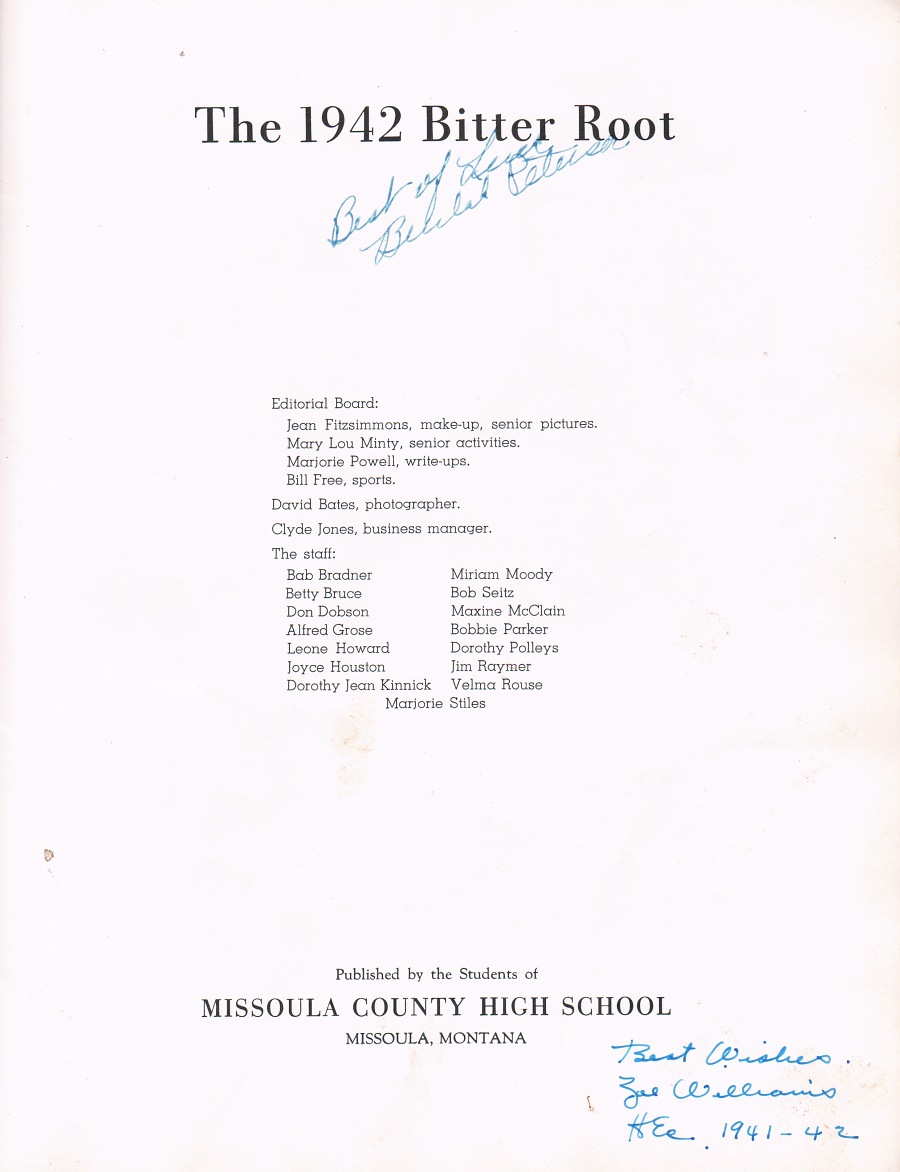 The 1942 Bitter Root
Best of
Peterson
Editorial Board:
Jean Fitzsimmons, make-up, senior pictures.
Mary Lou Minty, senior activities.
Marjorie Powell, write-ups.
Bill Free, sports.
David Bates, photographer.
Clyde Jones, business manager.
The staff:
Bab Bradner Miriam Moody
Betty Bruce Bob Seitz
Don Dobson Maxine McClain
Alfred Grose Bobbie Parker
Leone Howard Dorothy Polleys
Joyce Houston Jim Raymer
Dorothy Jean Kinnick Velma Rouse
Marjorie Stiles
Published by the Students of
MISSOULA COUNTY HIGH SCHOOL
MISSOULA, MONTANA
Best Wishes.
Zoe Williams
HEc. 1941-42